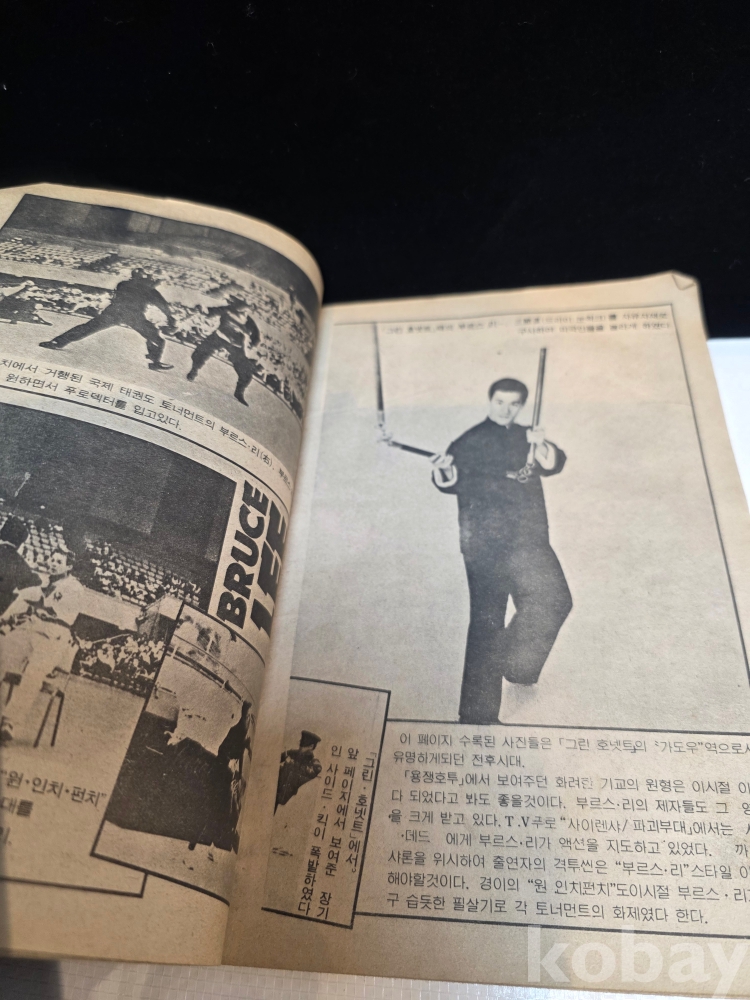 치에서 거행된 국제 태권도 토너먼트의 부르스·리(右).
원하면서 푸로덱터를 입고있다.
BRUCE
LEE
"원·인치·펀치"
대를
「그린·호넷트」에서,
앞 페이지에서 보여준 장기
인 사이드·킥이 폭발하였다
이 페이지 수록된 사진들은 「그린 호넷트」의 "가도우"역으로서
유명하게되던 전후시대.
「용쟁호투」에서 보여주던 화려한 기교의 원형은 이시절 이
다 되었다고 봐도 좋을것이다. 부르스·리의 제자들도 그 영
을 크게 받고 있다. T.V푸로 "사이렌샤/파괴부대」에서는
·데드 에게 부르스·리가 액션을 지도하고 있었다. 까
샤론을 위시하여 출연자의 격투씬은 "부르스·리"스타일 이
해야할것이다. 경이의 "원 인치펀치"도이시절 부르스·리가
구 습듯한 필살기로 각 토너먼트의 화제였다 한다.
kobay